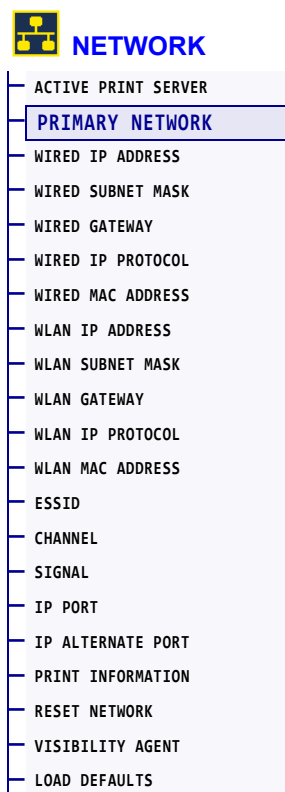 NETWORK
ACTIVE PRINT SERVER
PRIMARY NETWORK
WIRED IP ADDRESS
WIRED SUBNET MASK
WIRED GATEWAY
WIRED IP PROTOCOL
WIRED MAC ADDRESS
WLAN IP ADDRESS
WLAN SUBNET MASK
WLAN GATEWAY
WLAN IP PROTOCOL
WLAN MAC ADDRESS
ESSID
CHANNEL
SIGNAL
IP PORT
IP ALTERNATE PORT
PRINT INFORMATION
RESET NETWORK
VISIBILITY AGENT
LOAD DEFAULTS